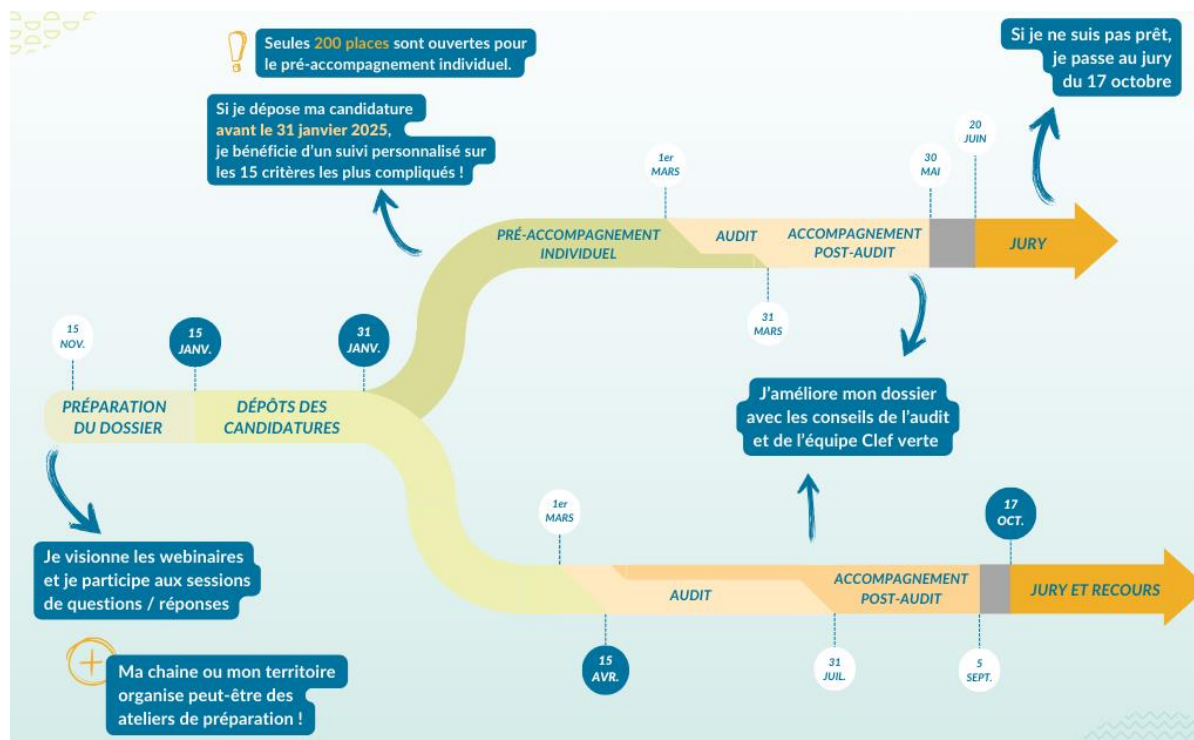 Seules 200 places sont ouvertes pour
le pré-accompagnement individuel.
Si je dépose ma candidature
avant le 31 janvier 2025,
je bénéficie d'un suivi personnalisé sur
les 15 critères les plus compliqués !
Si je ne suis pas prêt,
je passe au jury
du 17 octobre
1er
MARS
30
MAI
20
JUIN
PRÉ-ACCOMPAGNEMENT
INDIVIDUEL
AUDIT
ACCOMPAGNEMENT
POST-AUDIT
JURY
31
MARS
15
NOV.
15
JANV.
31
JANV.
PRÉPARATION
DU DOSSIER
DÉPÔTS DES
CANDIDATURES
J'améliore mon dossier
avec les conseils de l'audit
et de l'équipe Clef verte
Je visionne les webinaires
et je participe aux sessions
de questions / réponses
Ma chaine ou mon territoire
organise peut-être des
ateliers de préparation !
1er
MARS
17
OCT.
AUDIT
ACCOMPAGNEMENT
POST-AUDIT
JURY ET RECOURS
15
AVR.
31
JUIL.
5
SEPT.